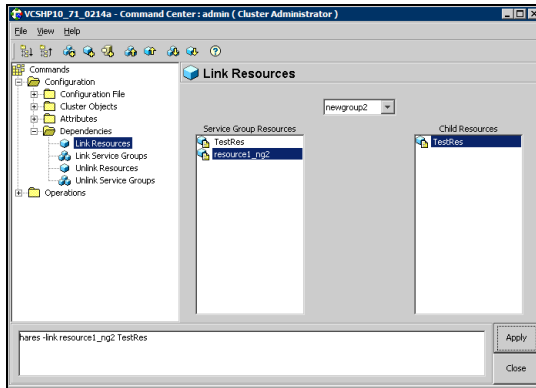 VCSHP10_71_0214a - Command Center : admin ( Cluster Administrator )
File View Help
Commands
Configuration
Configuration File
Cluster Objects
Attributes
Dependencies
Link Resources
Link Service Groups
Unlink Resources
Unlink Service Groups
Operations
Link Resources
newgroup2
Service Group Resources
TestRes
resource1_ng2
Child Resources
TestRes
hares -link resource1_ng2 TestRes
Apply
Close